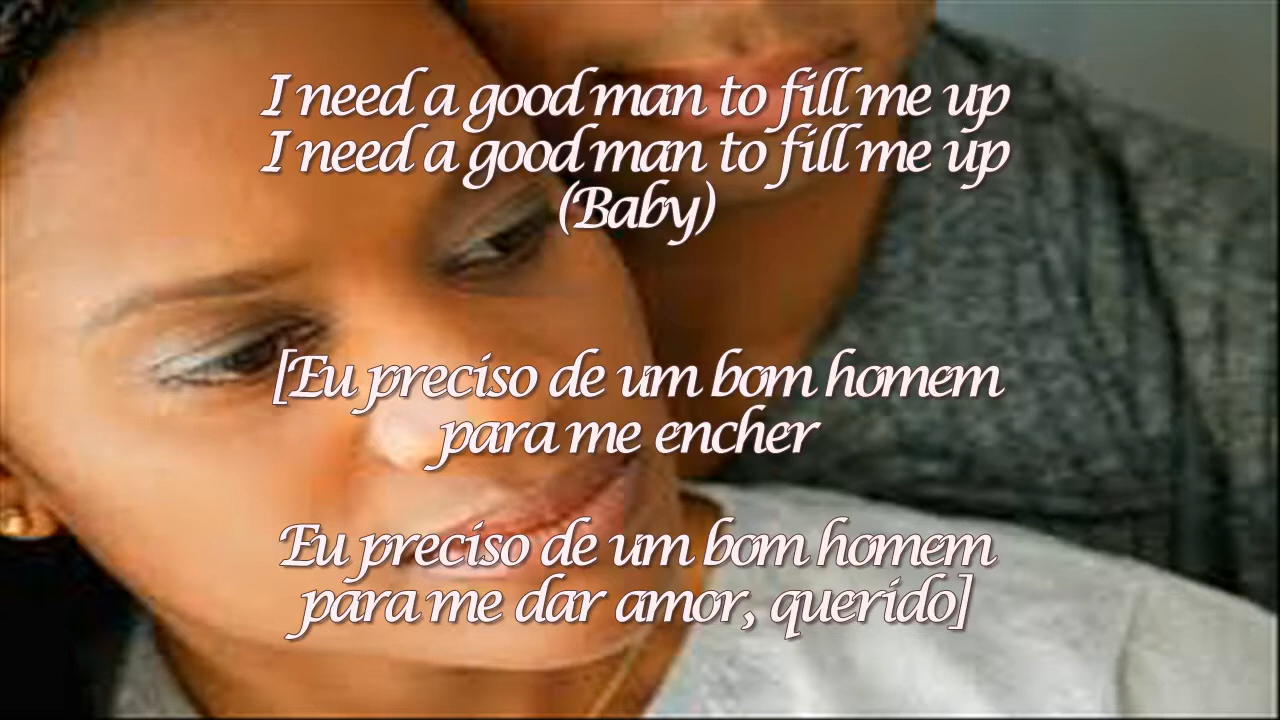 I need a good man to fill me up
I need a good man to fill me up
(Baby)
[Eu preciso de um bom homem
para me encher
Eu preciso de um bom homem
para me dar amor, querido]